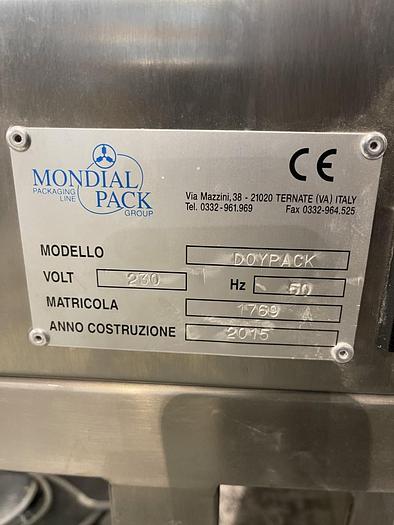 MONDIAL
PACKAGING
LINE
PACK
GROUP
CE
Via Mazzini,38 - 21020 TERNATE (VA) ITALY
Tel. 0332-961.969 Fax 0332-964.525
MODELLO DOYPACK
VOLT 230 Hz 50
MATRICOLA 1769 A
ANNO COSTRUZIONE 2015